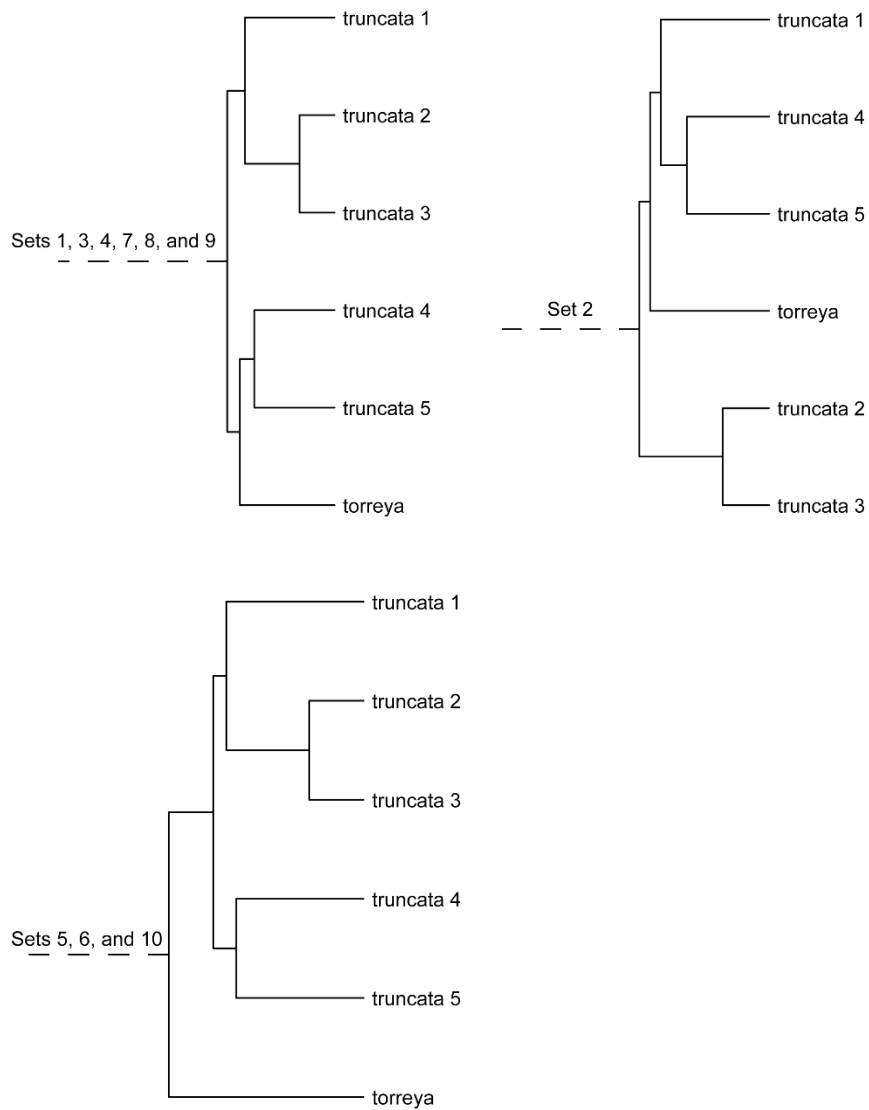 truncata 1
truncata 2
truncata 3
Sets 1, 3, 4, 7, 8, and 9
truncata 4
truncata 5
torreya
truncata 1
truncata 4
truncata 5
Set 2
torreya
truncata 2
truncata 3
truncata 1
truncata 2
truncata 3
truncata 4
Sets 5, 6, and 10
truncata 5
torreya